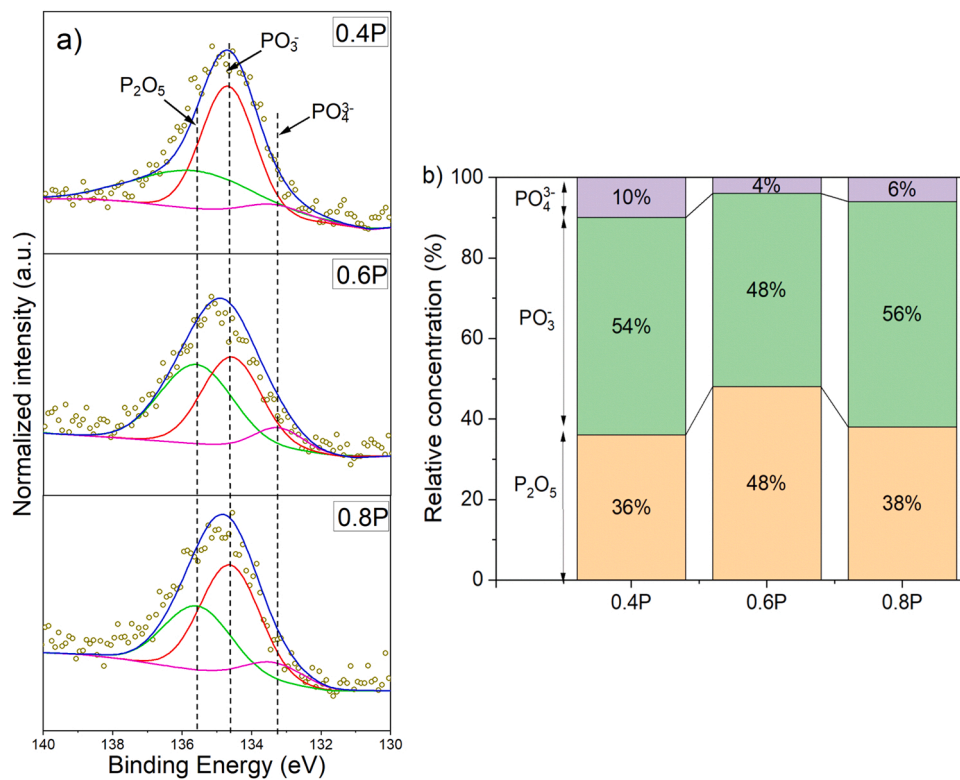 a)
0.4P
PO₃⁻
P₂O₅
PO₄³⁻
0.6P
0.8P
Normalized intensity (a.u.)
140 138 136 134 132 130
Binding Energy (eV)
b)
100
80
60
40
20
0
Relative concentration (%)
PO₄³⁻
PO₃⁻
P₂O₅
10% 4% 6%
54% 48% 56%
36% 48% 38%
0.4P 0.6P 0.8P